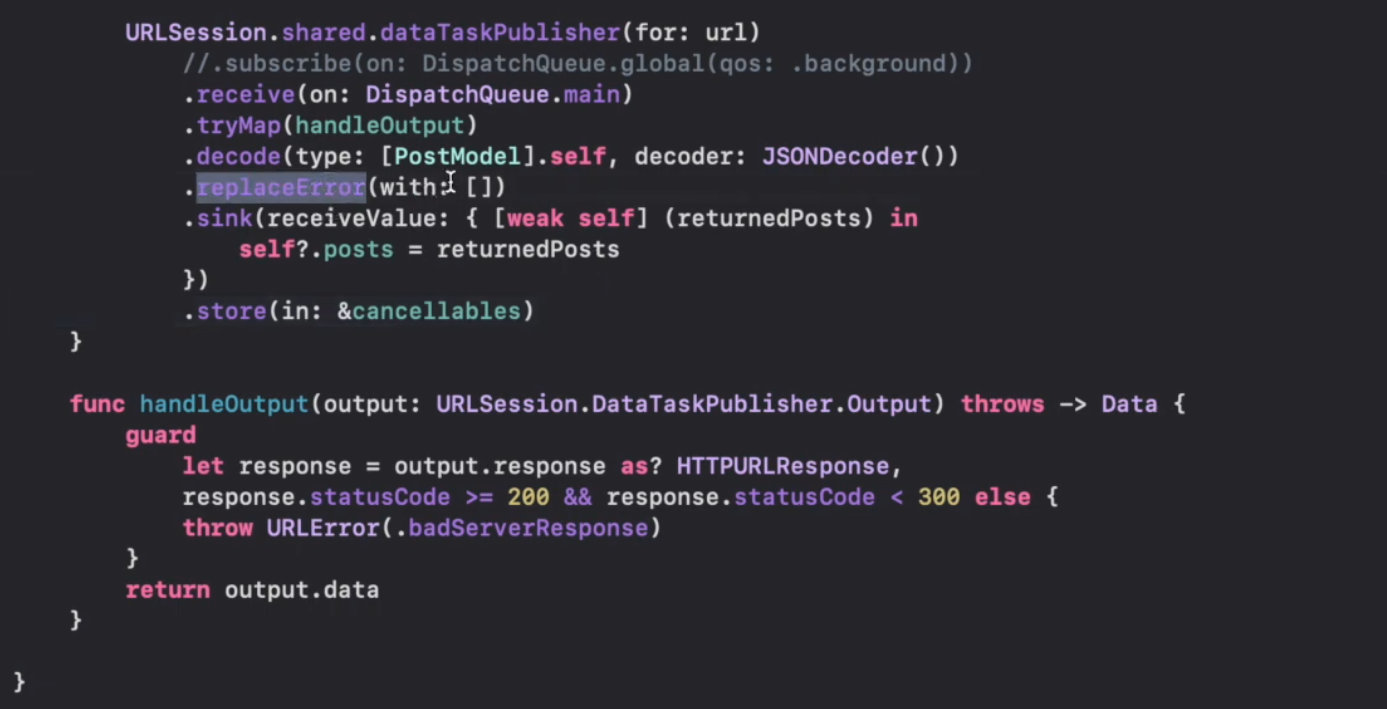 URLSession.shared.dataTaskPublisher(for: url)
//.subscribe(on: DispatchQueue.global(qos: .background))
.receive(on: DispatchQueue.main)
.tryMap(handleOutput)
.decode(type: [PostModel].self, decoder: JSONDecoder())
.replaceError(with: [])
.sink(receiveValue: { [weak self] (returnedPosts) in
self?.posts = returnedPosts
})
.store(in: &cancellables)
}
func handleOutput(output: URLSession.DataTaskPublisher.Output) throws -> Data {
guard
let response = output.response as? HTTPURLResponse,
response.statusCode >= 200 && response.statusCode < 300 else {
throw URLError(.badServerResponse)
}
return output.data
}
}